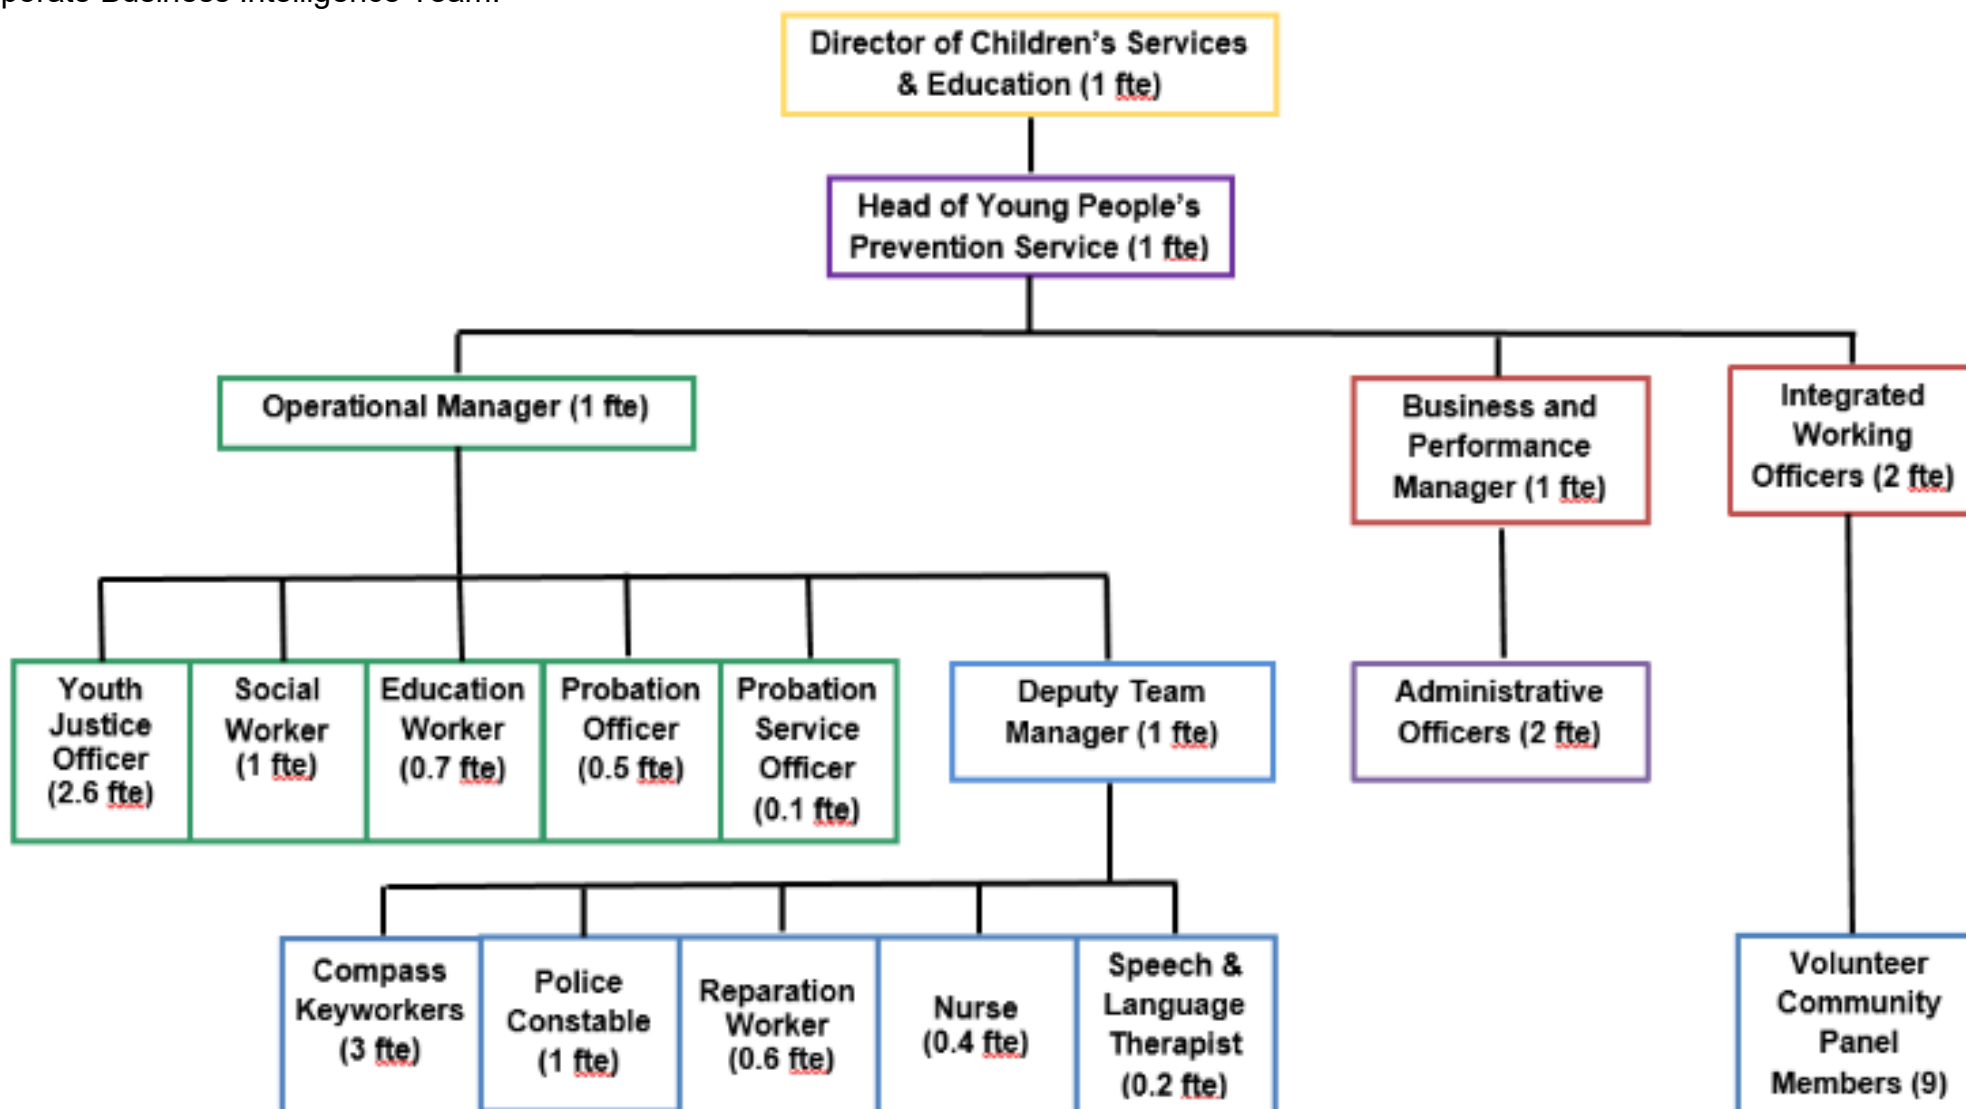 Business Intelligence Team.
Director of Children's Services
& Education (1 fte)
Head of Young People's
Prevention Service (1 fte)
Operational Manager (1 fte)
Business and
Performance
Manager (1 fte)
Integrated
Working
Officers (2 fte)
Youth
Justice
Officer
(2.6 fte)
Social
Worker
(1 fte)
Education
Worker
(0.7 fte)
Probation
Officer
(0.5 fte)
Probation
Service
Officer
(0.1 fte)
Deputy Team
Manager (1 fte)
Administrative
Officers (2 fte)
Compass
Keyworkers
(3 fte)
Police
Constable
(1 fte)
Reparation
Worker
(0.6 fte)
Nurse
(0.4 fte)
Speech &
Language
Therapist
(0.2 fte)
Volunteer
Community
Panel
Members (9)